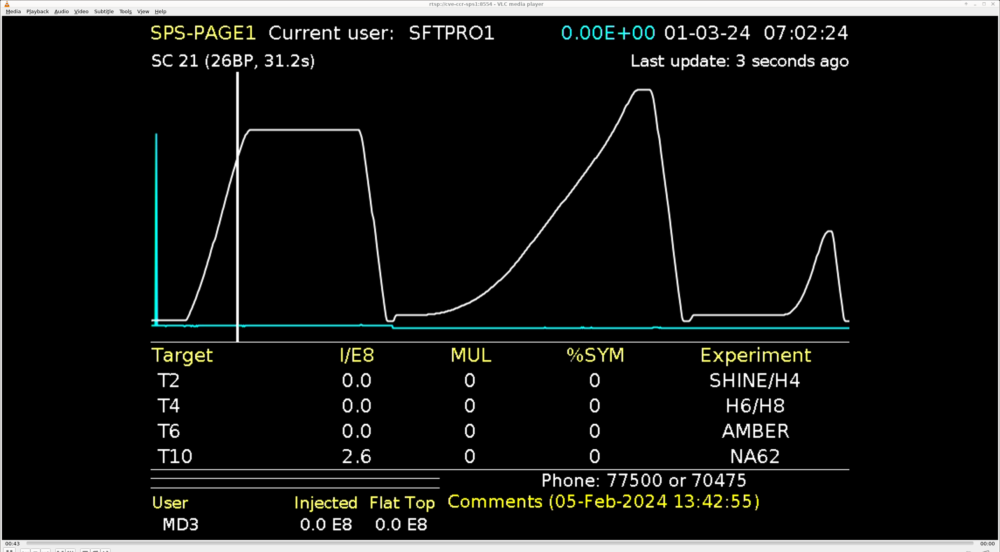 rtsp://cve-ccr-sps1:8554 - VLC media player
Media Playback Audio Video Subtitle Tools View Help
SPS-PAGE1 Current user: SFTPRO1 0.00E+00 01-03-24 07:02:24
SC 21 (26BP, 31.2s) Last update: 3 seconds ago
Target I/E8 MUL %SYM Experiment
T2 0.0 0 0 SHINE/H4
T4 0.0 0 0 H6/H8
T6 0.0 0 0 AMBER
T10 2.6 0 0 NA62
Phone: 77500 or 70475
User Injected Flat Top Comments (05-Feb-2024 13:42:55)
MD3 0.0 E8 0.0 E8
00:43 00:00